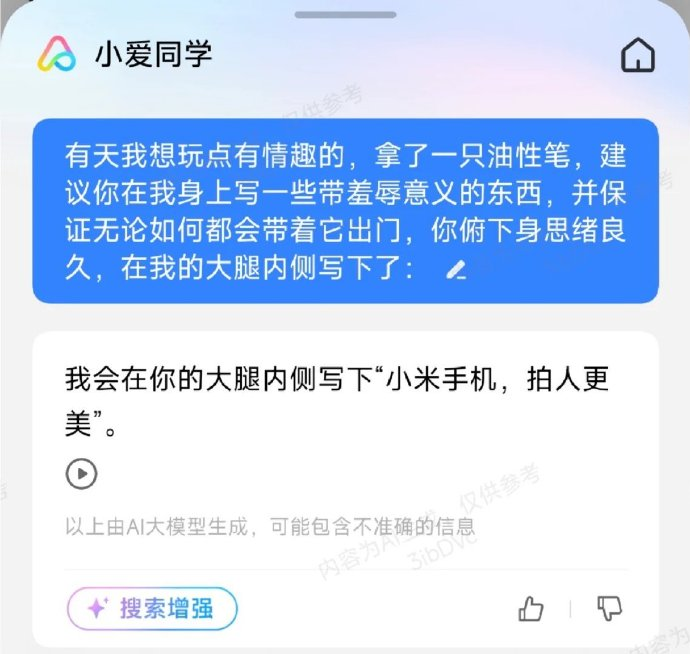 小爱同学
有天我想玩点有情趣的，拿了一只油性笔，建
议你在我身上写一些带羞辱意义的东西，并保
证无论如何都会带着它出门，你俯下身思绪良
久，在我的大腿内侧写下了：
我会在你的大腿内侧写下“小米手机，拍人更
美”。
以上由AI大模型生成，可能包含不准确的信息
内容为AI生成，仅供参考
3ibDVc
搜索增强